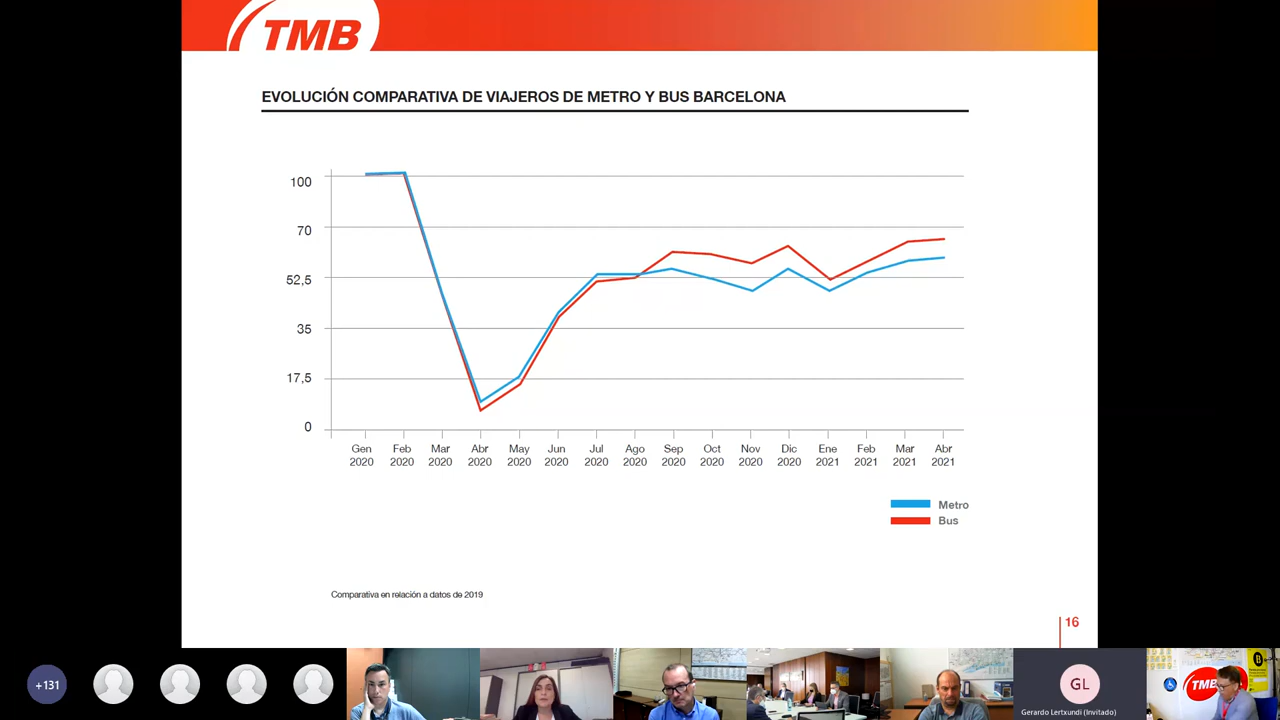 TMB
EVOLUCIÓN COMPARATIVA DE VIAJEROS DE METRO Y BUS BARCELONA
100
70
52,5
35
17,5
0
Gen Feb Mar Abr May Jun Jul Ago Sep Oct Nov Dic Ene Feb Mar Abr
2020 2020 2020 2020 2020 2020 2020 2020 2020 2020 2020 2020 2021 2021 2021 2021
Metro
Bus
Comparativa en relación a datos de 2019
16
+131
GL
Gerardo Lertxundi (Invitado)
TMB